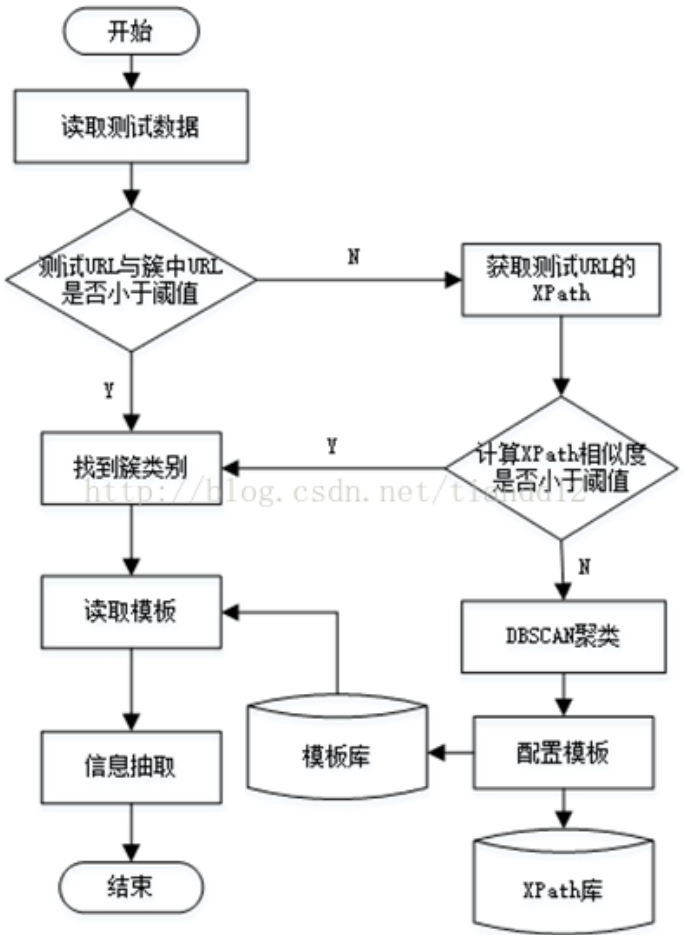 开始
读取测试数据
测试URL与簇中URL
是否小于阈值
N
获取测试URL的
XPath
Y
找到簇类别
Y
计算XPath相似度
是否小于阈值
http://blog.csdn.net/tiandd12
N
读取模板
DBSCAN聚类
信息抽取
模板库
配置模板
结束
XPath库